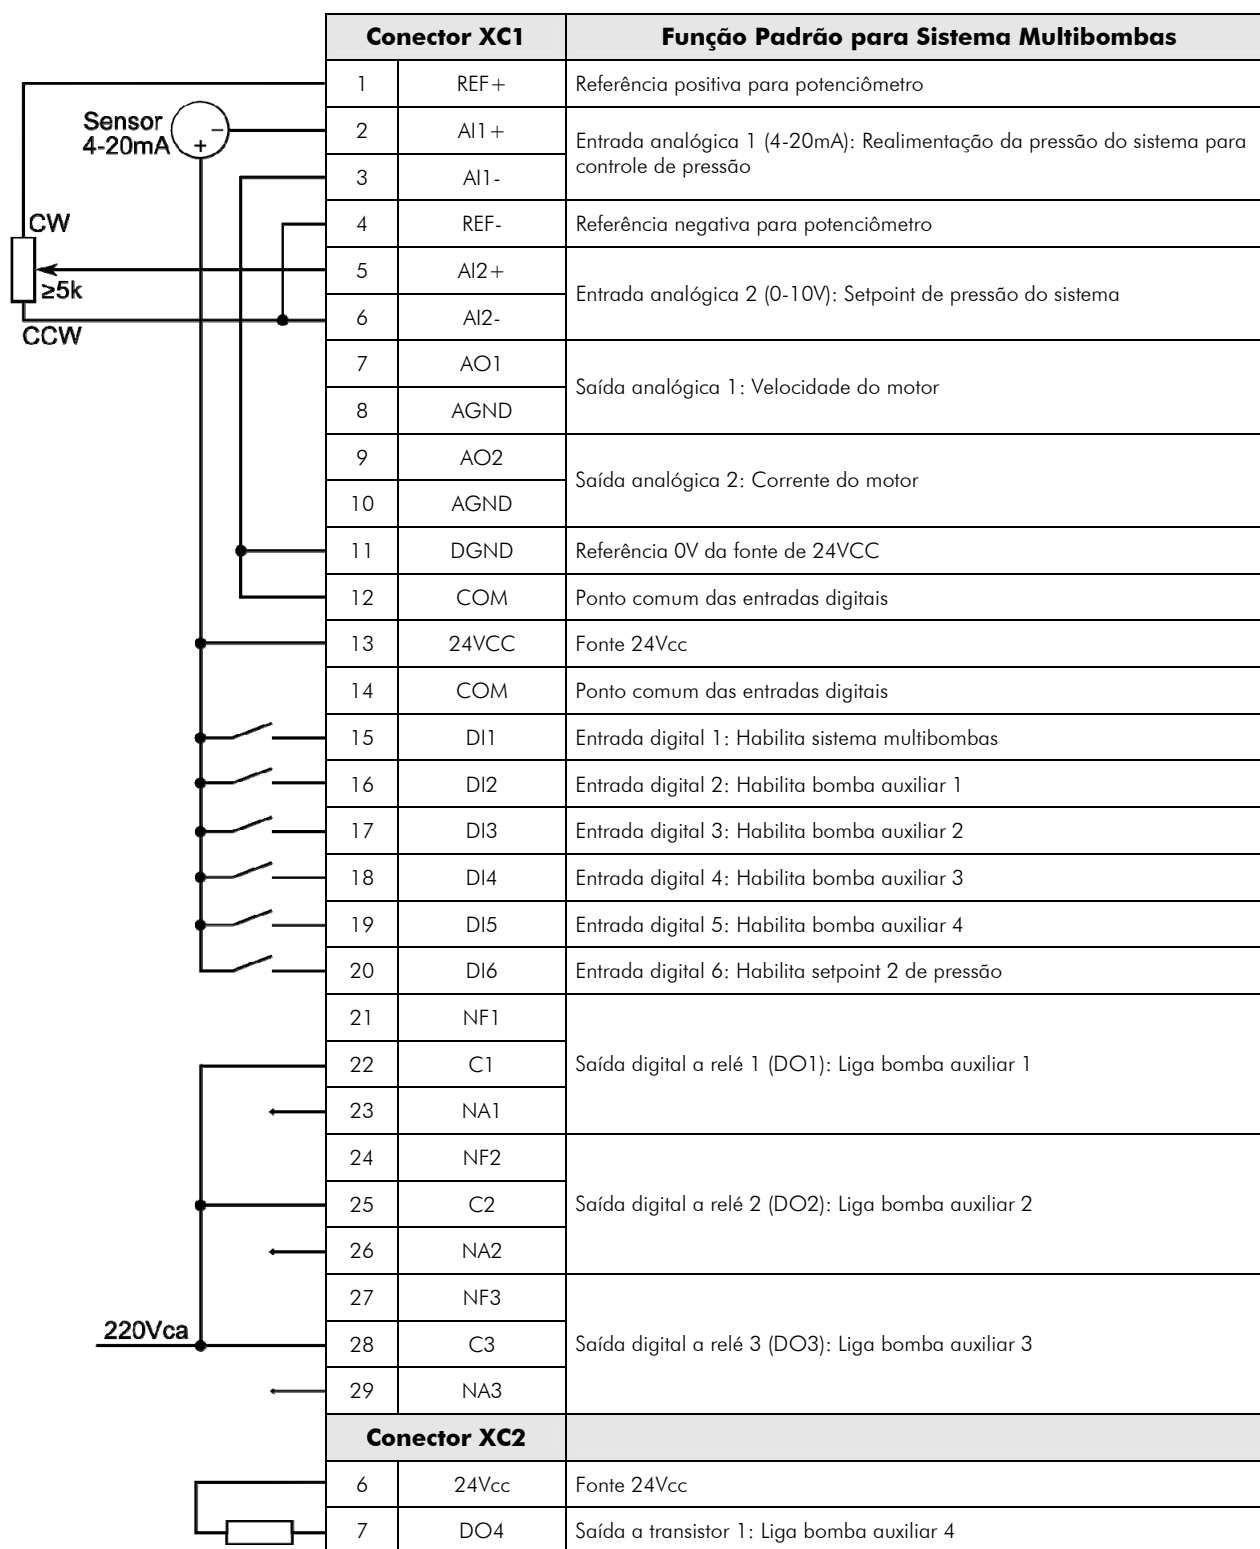 Conector XC1 Função Padrão para Sistema Multibombas
1 REF+ Referência positiva para potenciômetro
Sensor
4-20mA
+
−
2 AI1+ Entrada analógica 1 (4-20mA): Realimentação da pressão do sistema para
controle de pressão
3 AI1-
CW
4 REF- Referência negativa para potenciômetro
5 AI2+ Entrada analógica 2 (0-10V): Setpoint de pressão do sistema
≥5k
6 AI2-
CCW
7 AO1 Saída analógica 1: Velocidade do motor
8 AGND
9 AO2 Saída analógica 2: Corrente do motor
10 AGND
11 DGND Referência 0V da fonte de 24VCC
12 COM Ponto comum das entradas digitais
13 24VCC Fonte 24Vcc
14 COM Ponto comum das entradas digitais
15 DI1 Entrada digital 1: Habilita sistema multibombas
16 DI2 Entrada digital 2: Habilita bomba auxiliar 1
17 DI3 Entrada digital 3: Habilita bomba auxiliar 2
18 DI4 Entrada digital 4: Habilita bomba auxiliar 3
19 DI5 Entrada digital 5: Habilita bomba auxiliar 4
20 DI6 Entrada digital 6: Habilita setpoint 2 de pressão
21 NF1
22 C1 Saída digital a relé 1 (DO1): Liga bomba auxiliar 1
23 NA1
24 NF2
25 C2 Saída digital a relé 2 (DO2): Liga bomba auxiliar 2
26 NA2
27 NF3
220Vca
28 C3 Saída digital a relé 3 (DO3): Liga bomba auxiliar 3
29 NA3
Conector XC2
6 24Vcc Fonte 24Vcc
7 DO4 Saída a transistor 1: Liga bomba auxiliar 4